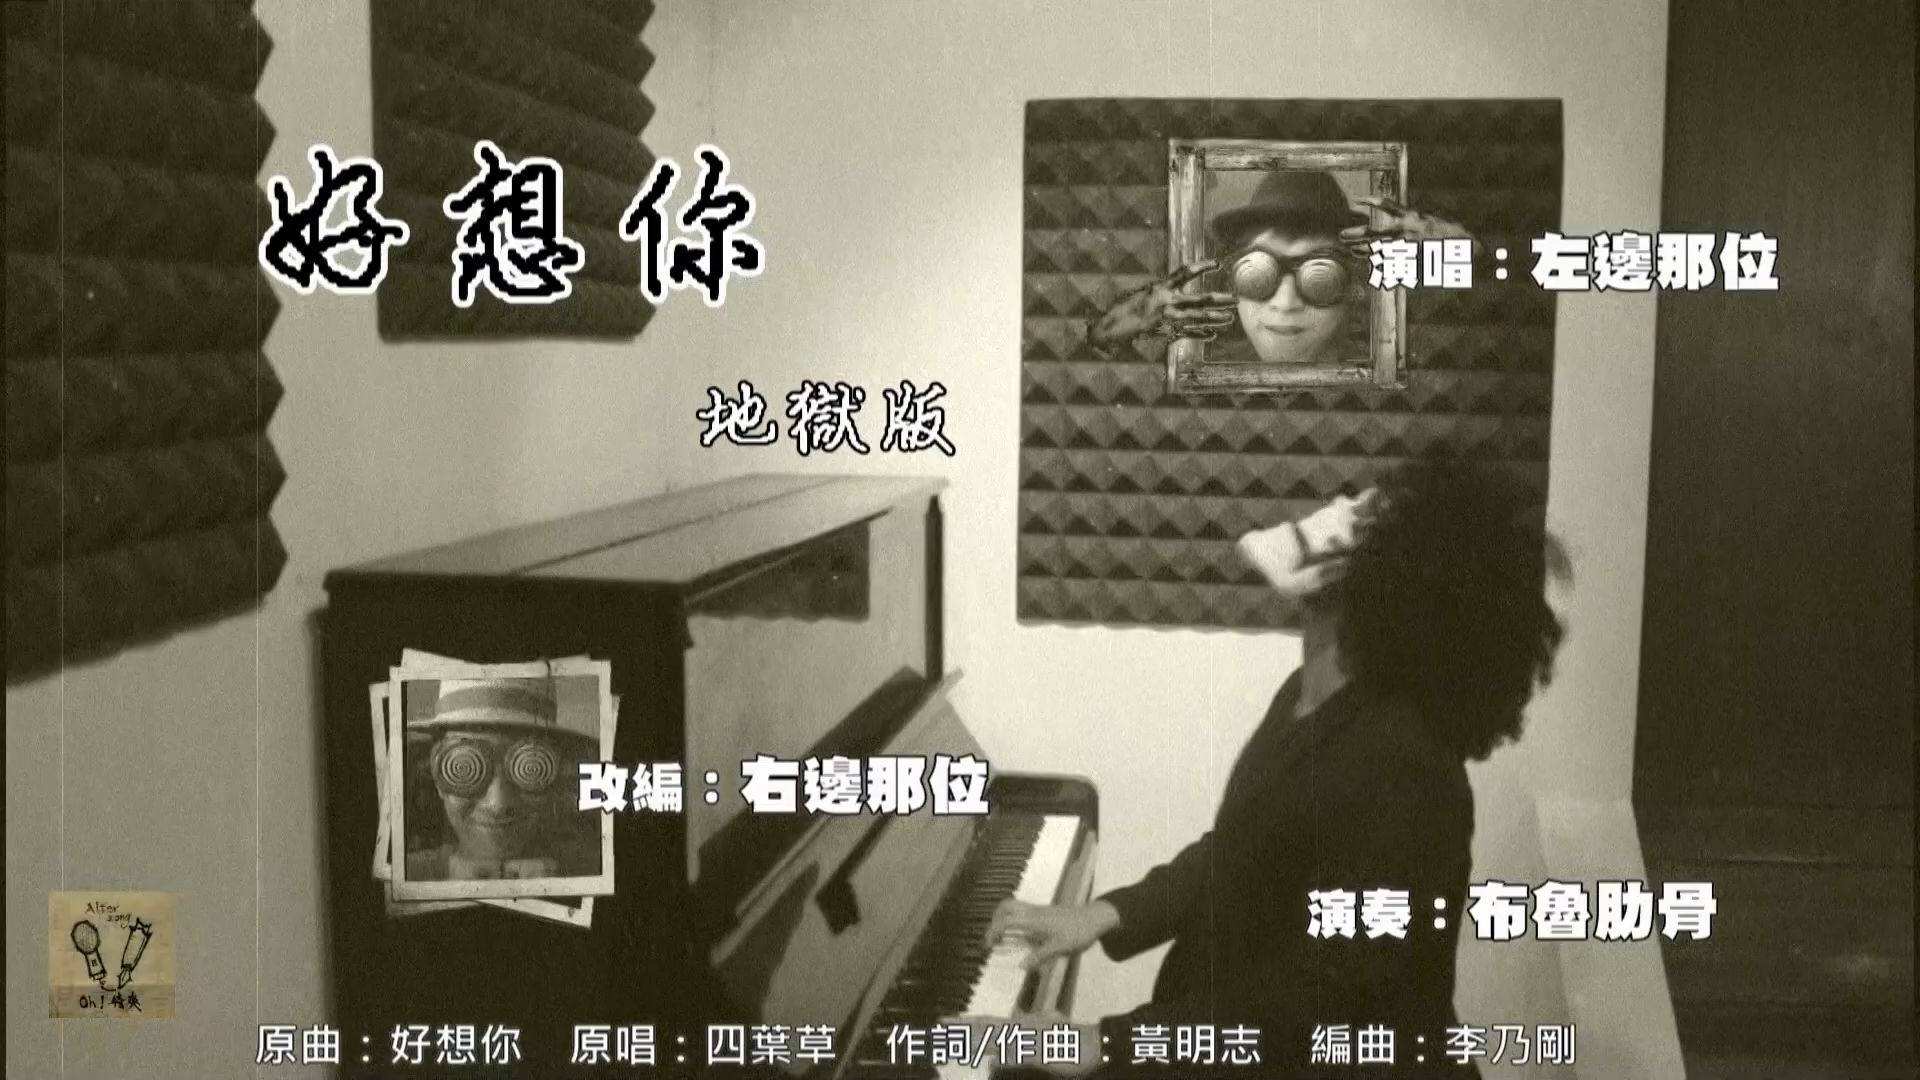 好想你
地獄版
演唱：左邊那位
改編：右邊那位
演奏：布魯肋骨
Alter
song
Oh！特爽
原曲：好想你　原唱：四葉草　作詞/作曲：黃明志　編曲：李乃剛